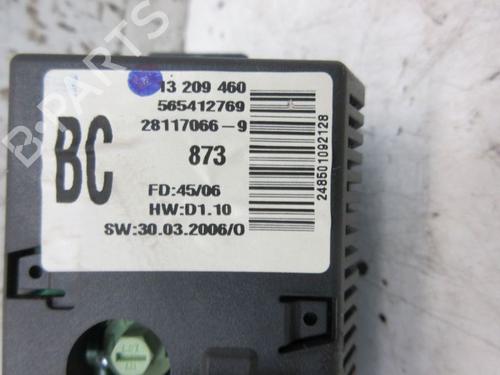 13 209 460
565412769
28117066-9
BC
873
FD:45/06
HW:D1.10
SW:30.03.2006/0
248501092128
B-PARTS